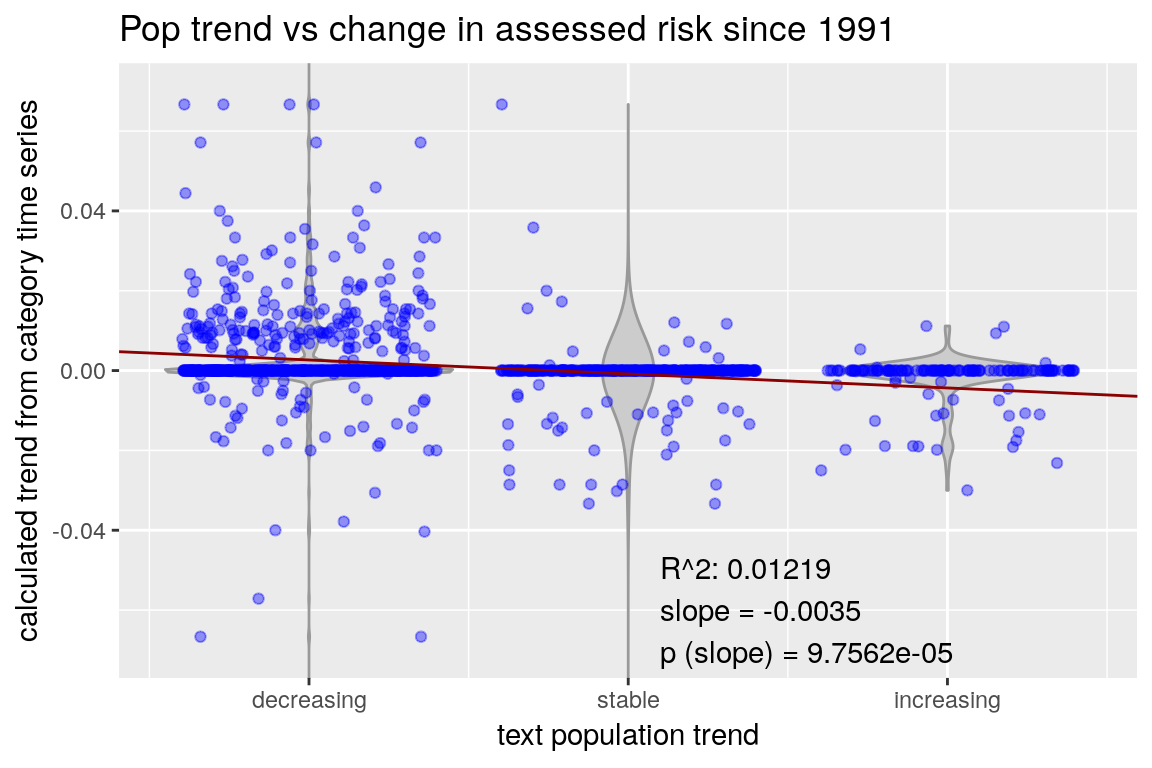 Pop trend vs change in assessed risk since 1991
calculated trend from category time series
0.04
0.00
-0.04
R^2: 0.01219
slope = -0.0035
p (slope) = 9.7562e-05
decreasing
stable
increasing
text population trend